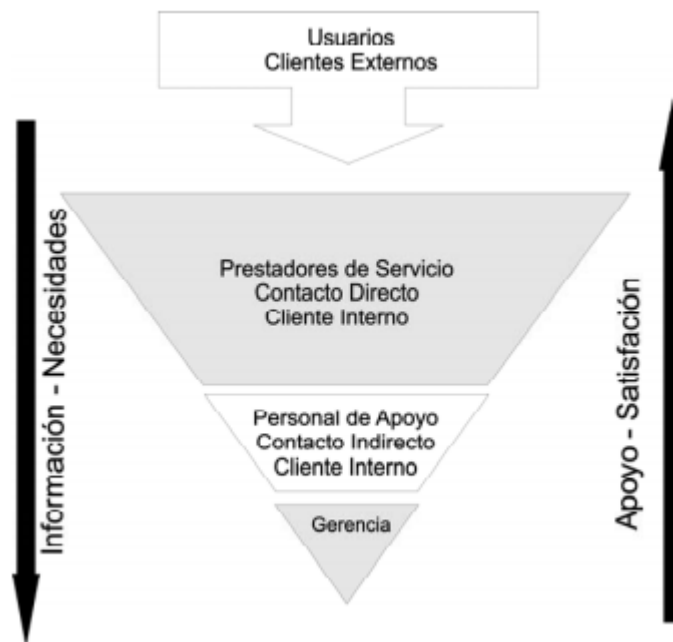 Usuarios
Clientes Externos
Información - Necesidades
Prestadores de Servicio
Contacto Directo
Cliente Interno
Personal de Apoyo
Contacto Indirecto
Cliente Interno
Gerencia
Apoyo - Satisfacción